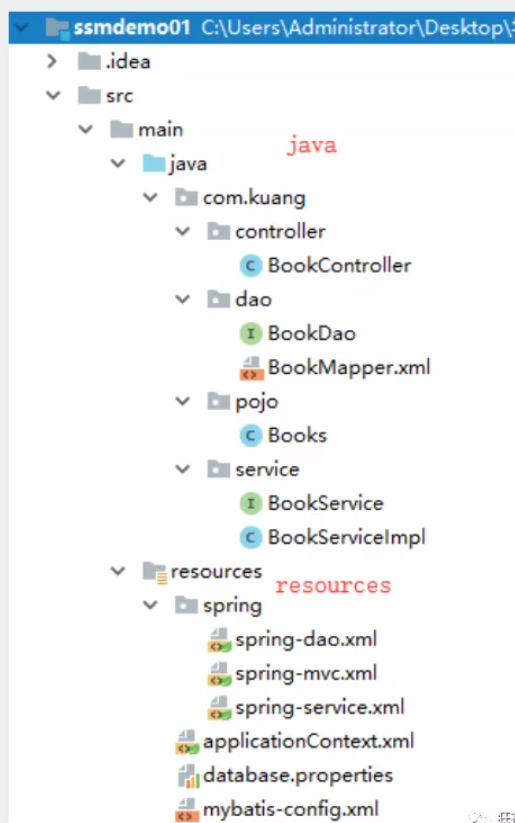 ssmdemo01 C:\Users\Administrator\Desktop\
.idea
src
main
java
java
com.kuang
controller
C BookController
dao
I BookDao
BookMapper.xml
pojo
C Books
service
I BookService
C BookServiceImpl
resources
resources
spring
spring-dao.xml
spring-mvc.xml
spring-service.xml
applicationContext.xml
database.properties
mybatis-config.xml